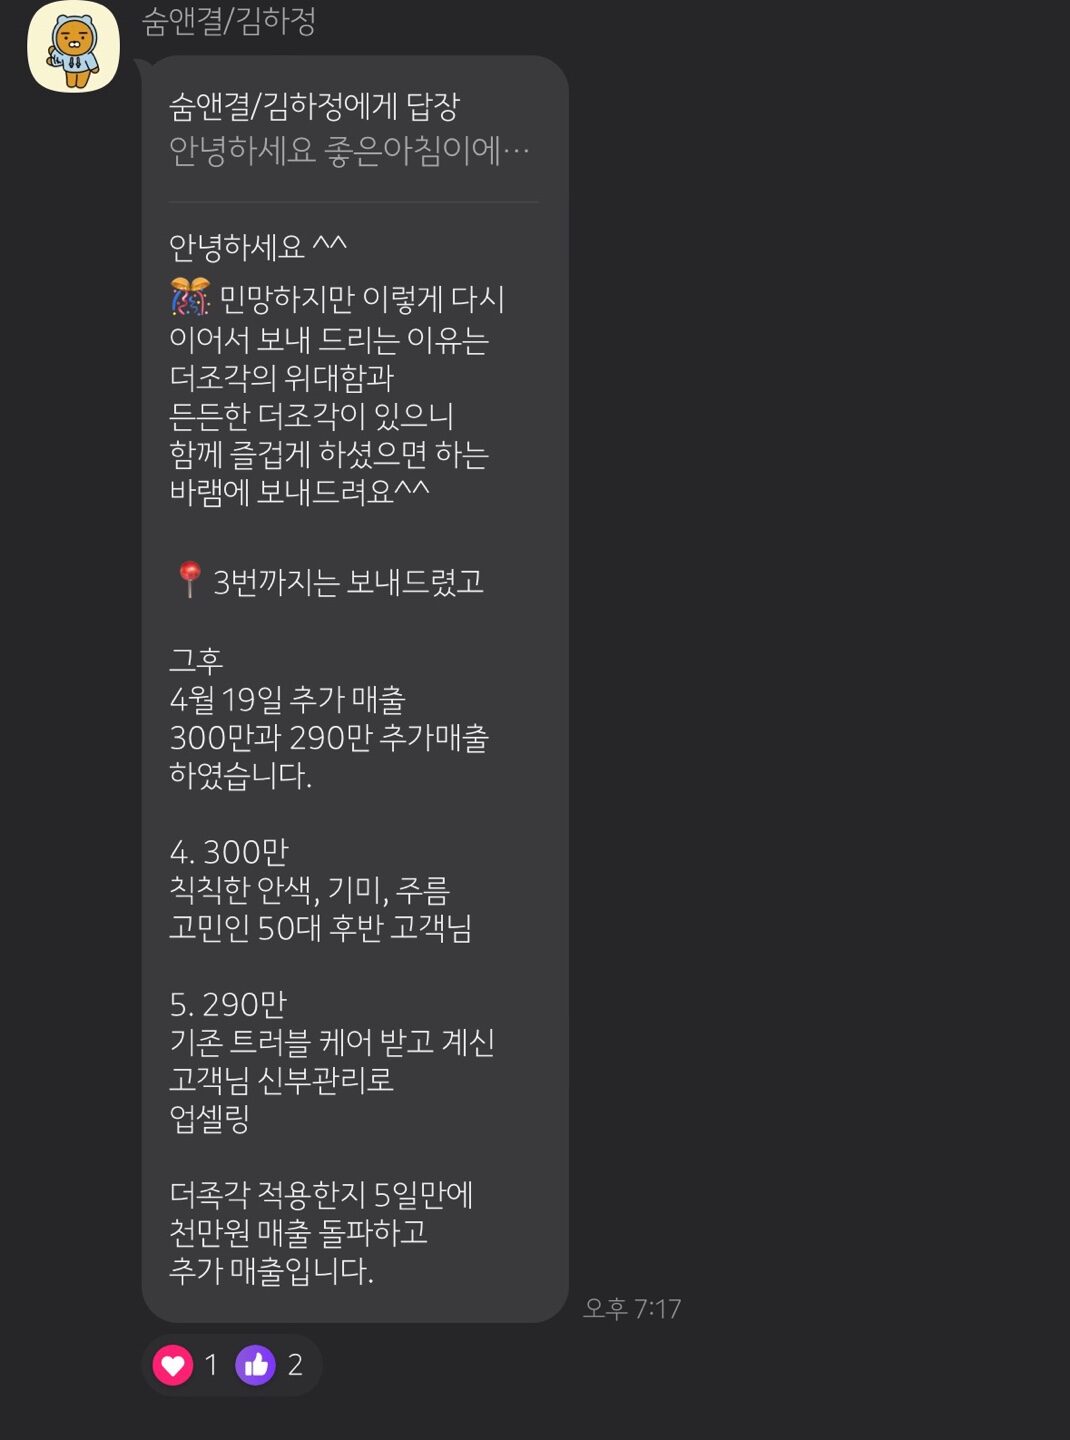 숨앤결/김하정
숨앤결/김하정에게 답장
안녕하세요 좋은아침이에…
안녕하세요 ^^
🎊 민망하지만 이렇게 다시
이어서 보내 드리는 이유는
더조각의 위대함과
든든한 더조각이 있으니
함께 즐겁게 하셨으면 하는
바램에 보내드려요^^
📍 3번까지는 보내드렸고
그후
4월 19일 추가 매출
300만과 290만 추가매출
하였습니다.
4. 300만
칙칙한 안색, 기미, 주름
고민인 50대 후반 고객님
5. 290만
기존 트러블 케어 받고 계신
고객님 신부관리로
업셀링
더족각 적용한지 5일만에
천만원 매출 돌파하고
추가 매출입니다.
오후 7:17
1 2